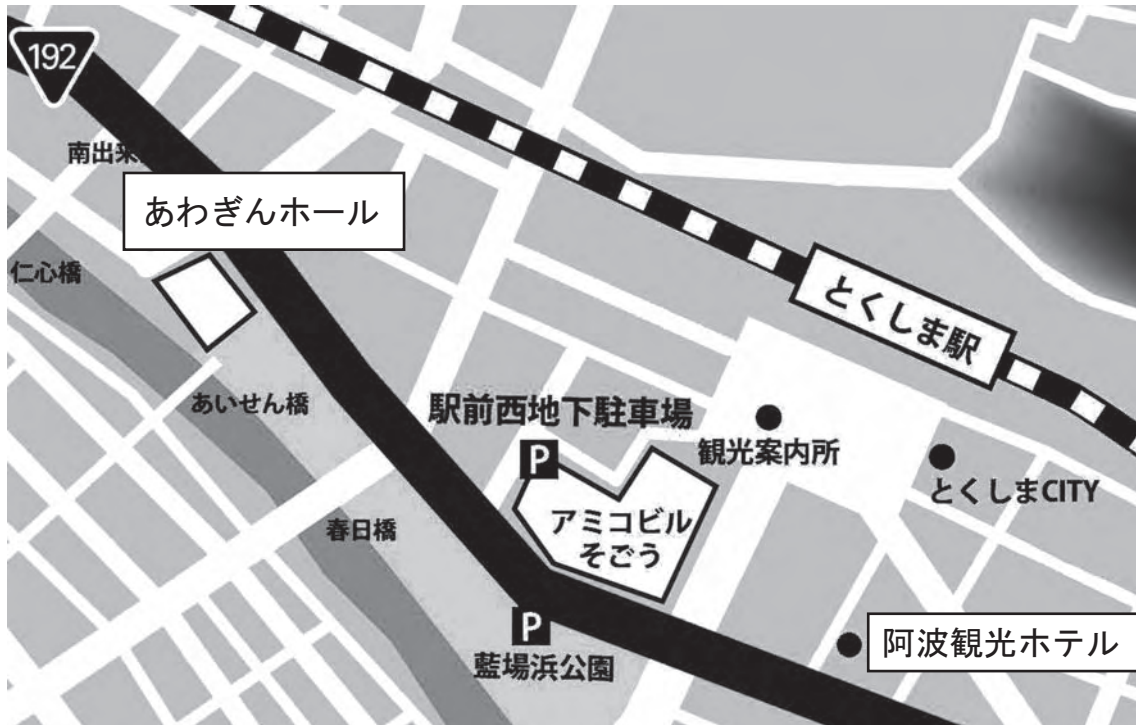 192
南出来
あわぎんホール
仁心橋
とくしま駅
あいせん橋
駅前西地下駐車場
観光案内所
P
とくしまCITY
アミコビル
そごう
春日橋
P
藍場浜公園
阿波観光ホテル